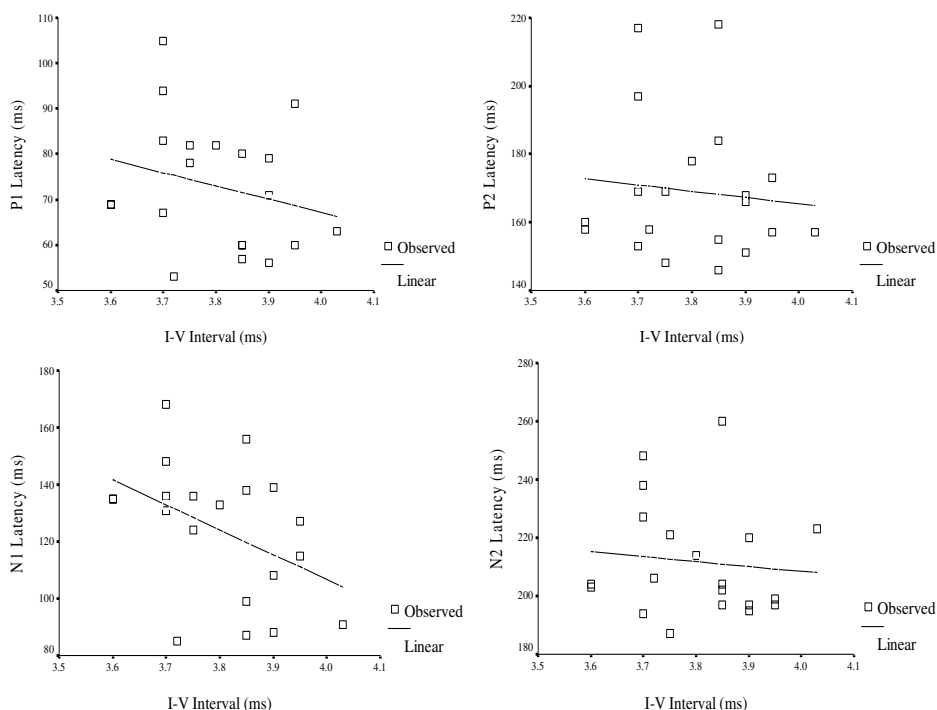 110
100
90
80
70
60
50
3.5 3.6 3.7 3.8 3.9 4.0 4.1
P1 Latency (ms)
I-V Interval (ms)
Observed
Linear
220
200
180
160
140
3.5 3.6 3.7 3.8 3.9 4.0 4.1
P2 Latency (ms)
I-V Interval (ms)
Observed
Linear
180
160
140
120
100
80
3.5 3.6 3.7 3.8 3.9 4.0 4.1
N1 Latency (ms)
I-V Interval (ms)
Observed
Linear
280
260
240
220
200
180
3.5 3.6 3.7 3.8 3.9 4.0 4.1
N2 Latency (ms)
I-V Interval (ms)
Observed
Linear